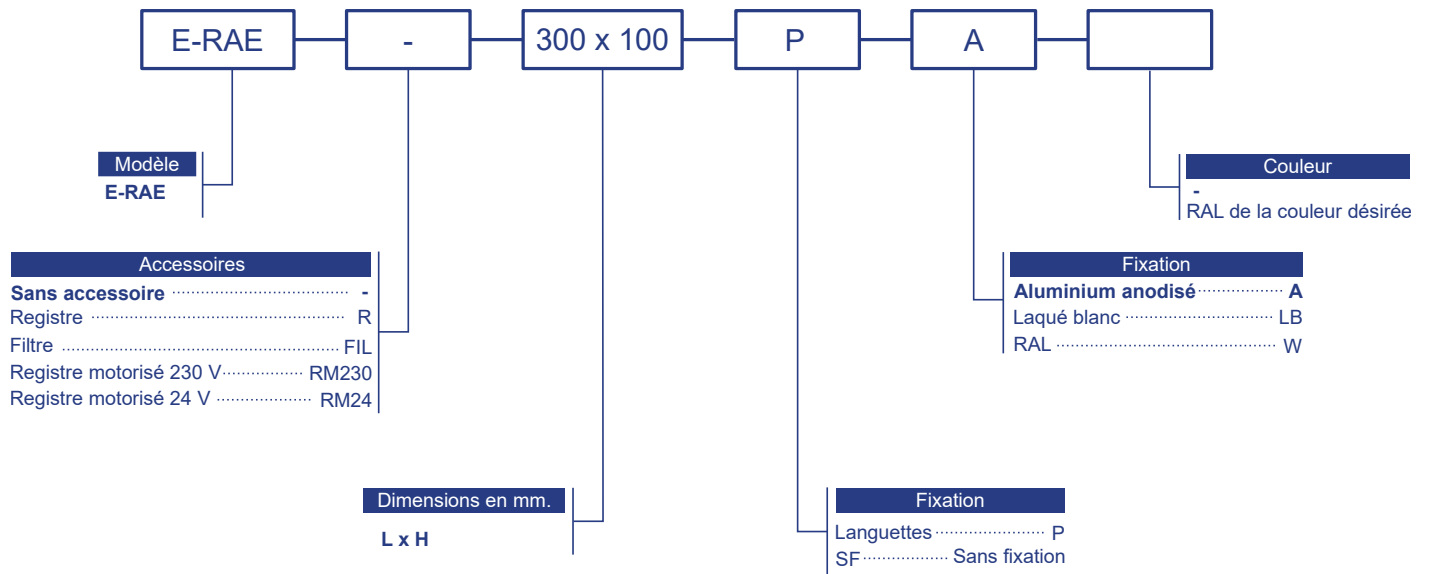 E-RAE - 300 x 100 P A
Modèle
E-RAE
Couleur
-
RAL de la couleur désirée
Accessoires
Sans accessoire -
Registre R
Filtre FIL
Registre motorisé 230 V RM230
Registre motorisé 24 V RM24
Fixation
Aluminium anodisé A
Laqué blanc LB
RAL W
Dimensions en mm.
L x H
Fixation
Languettes P
SF Sans fixation